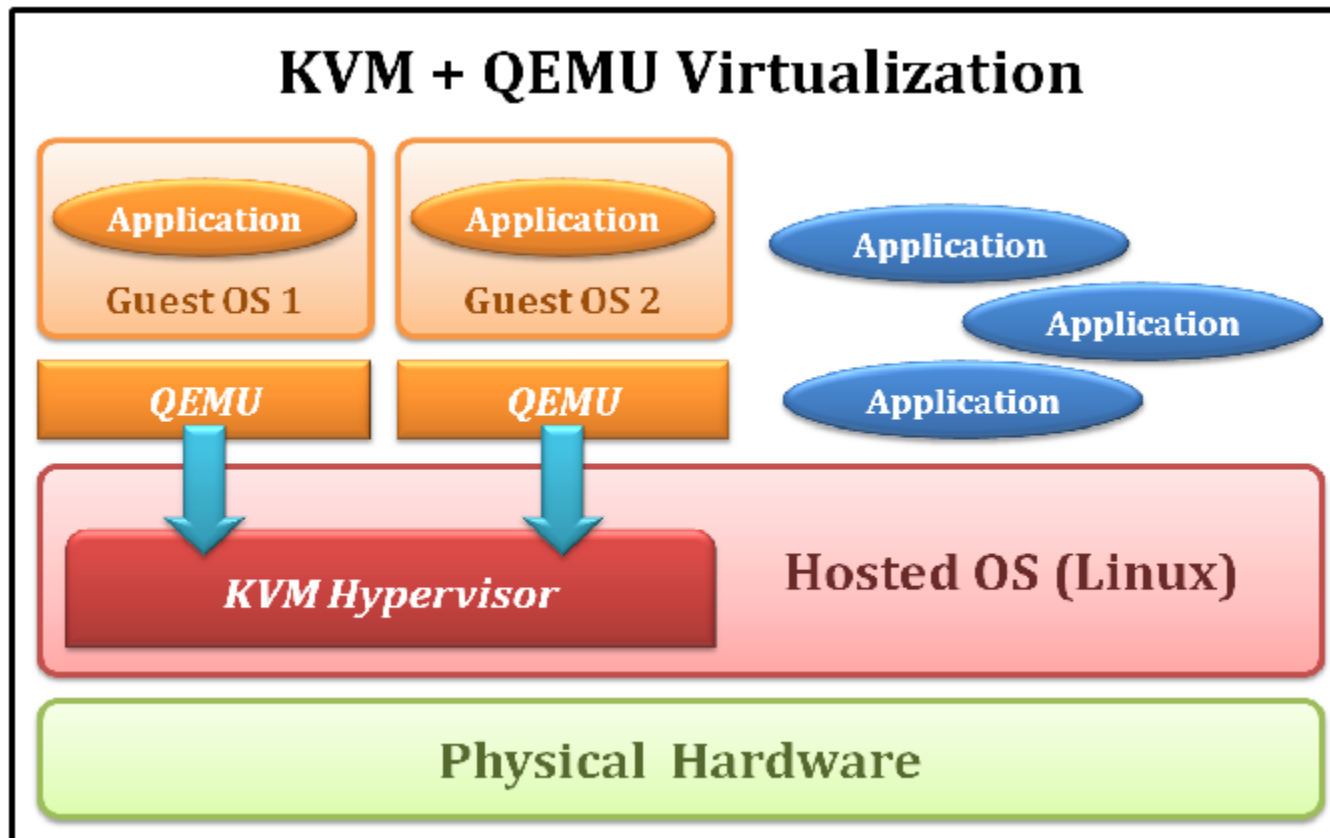 KVM + QEMU Virtualization
Application
Guest OS 1
Application
Guest OS 2
QEMU
QEMU
Application
Application
Application
KVM Hypervisor
Hosted OS (Linux)
Physical Hardware